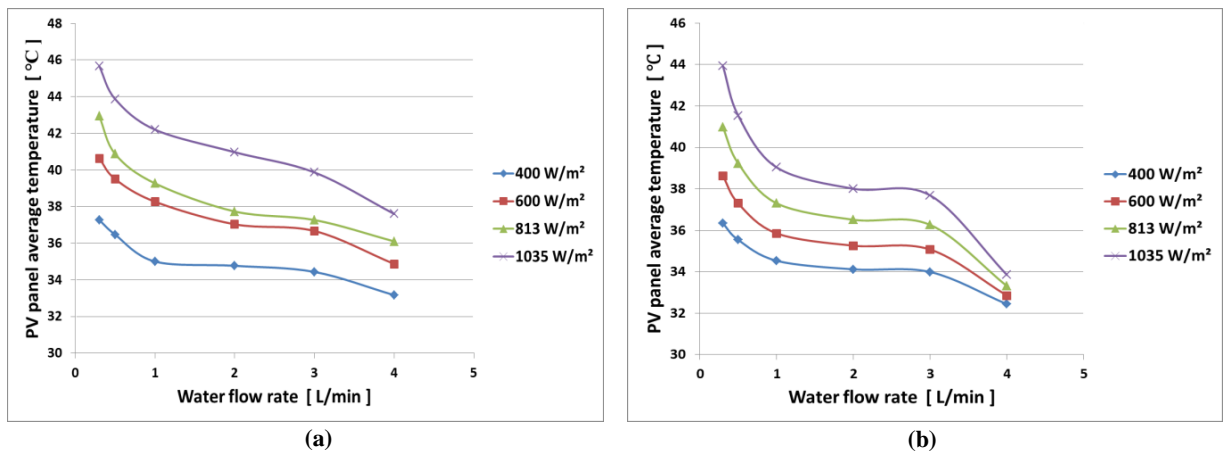 PV panel average temperature [ °C ]
48
46
44
42
40
38
36
34
32
30
0
1
2
3
4
5
Water flow rate [ L/min ]
400 W/m²
600 W/m²
813 W/m²
1035 W/m²
(a)
PV panel average temperature [°C]
46
44
42
40
38
36
34
32
30
0
1
2
3
4
5
Water flow rate [ L/min ]
400 W/m²
600 W/m²
813 W/m²
1035 W/m²
(b)